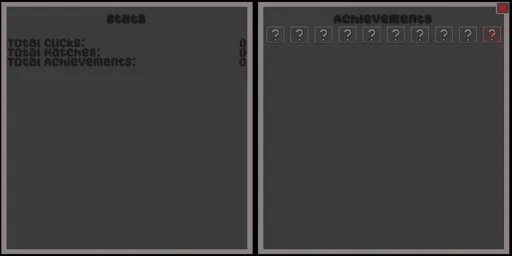 Stats
Total Clicks: 0
Total Hatches: 0
Total Achievements: 0
Achievements
? ? ? ? ? ? ? ? ? ?